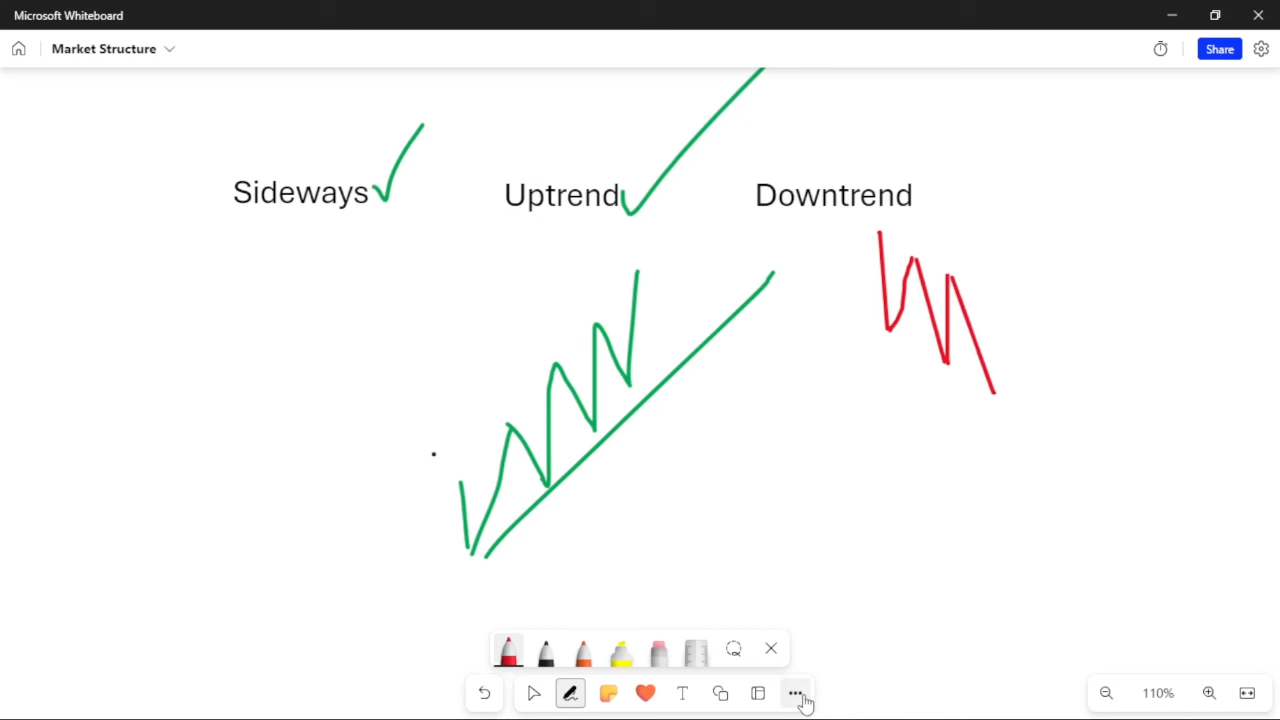 Microsoft Whiteboard
Market Structure
Share
Sideways Uptrend Downtrend
110%